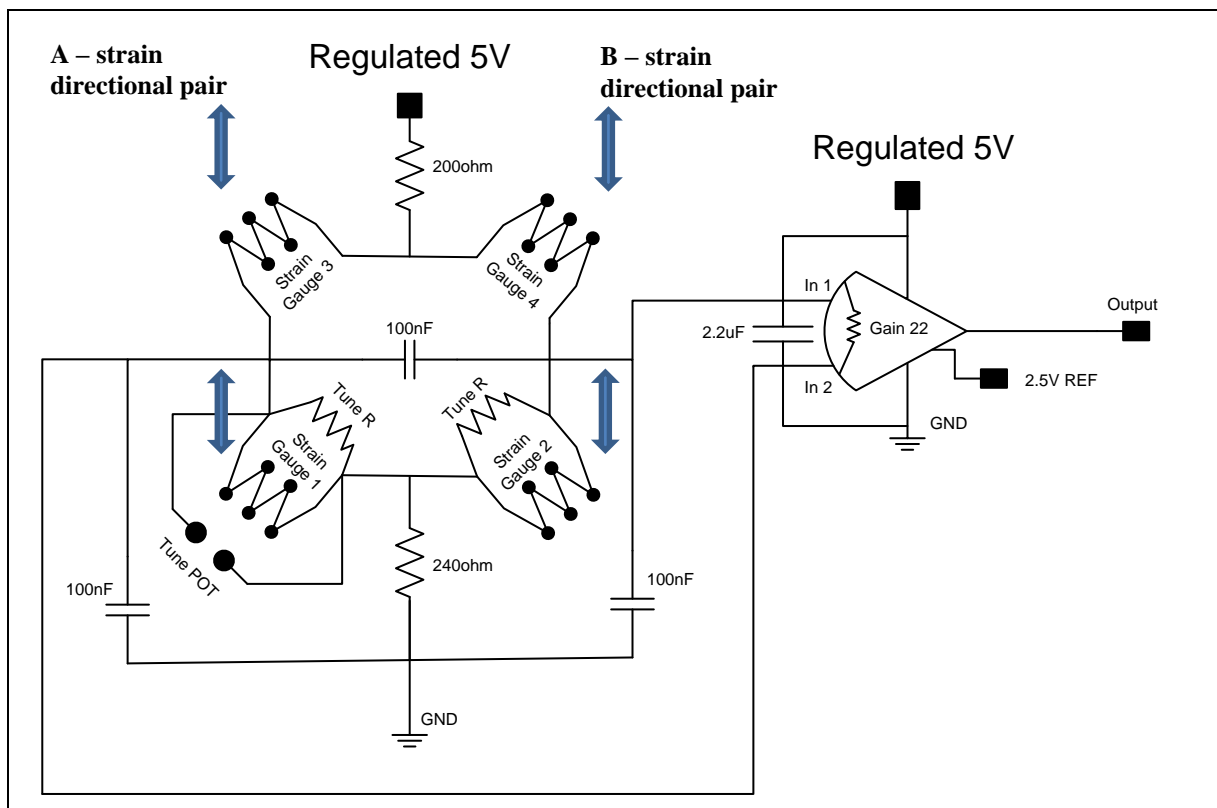 A – strain
directional pair
Regulated 5V
B – strain
directional pair
200ohm
Regulated 5V
Strain
Gauge 3
Strain
Gauge 4
100nF
In 1
Gain 22
2.2uF
Output
In 2
2.5V REF
GND
Tune R
Tune R
Strain
Gauge 1
Strain
Gauge 2
Tune POT
240ohm
100nF
100nF
GND